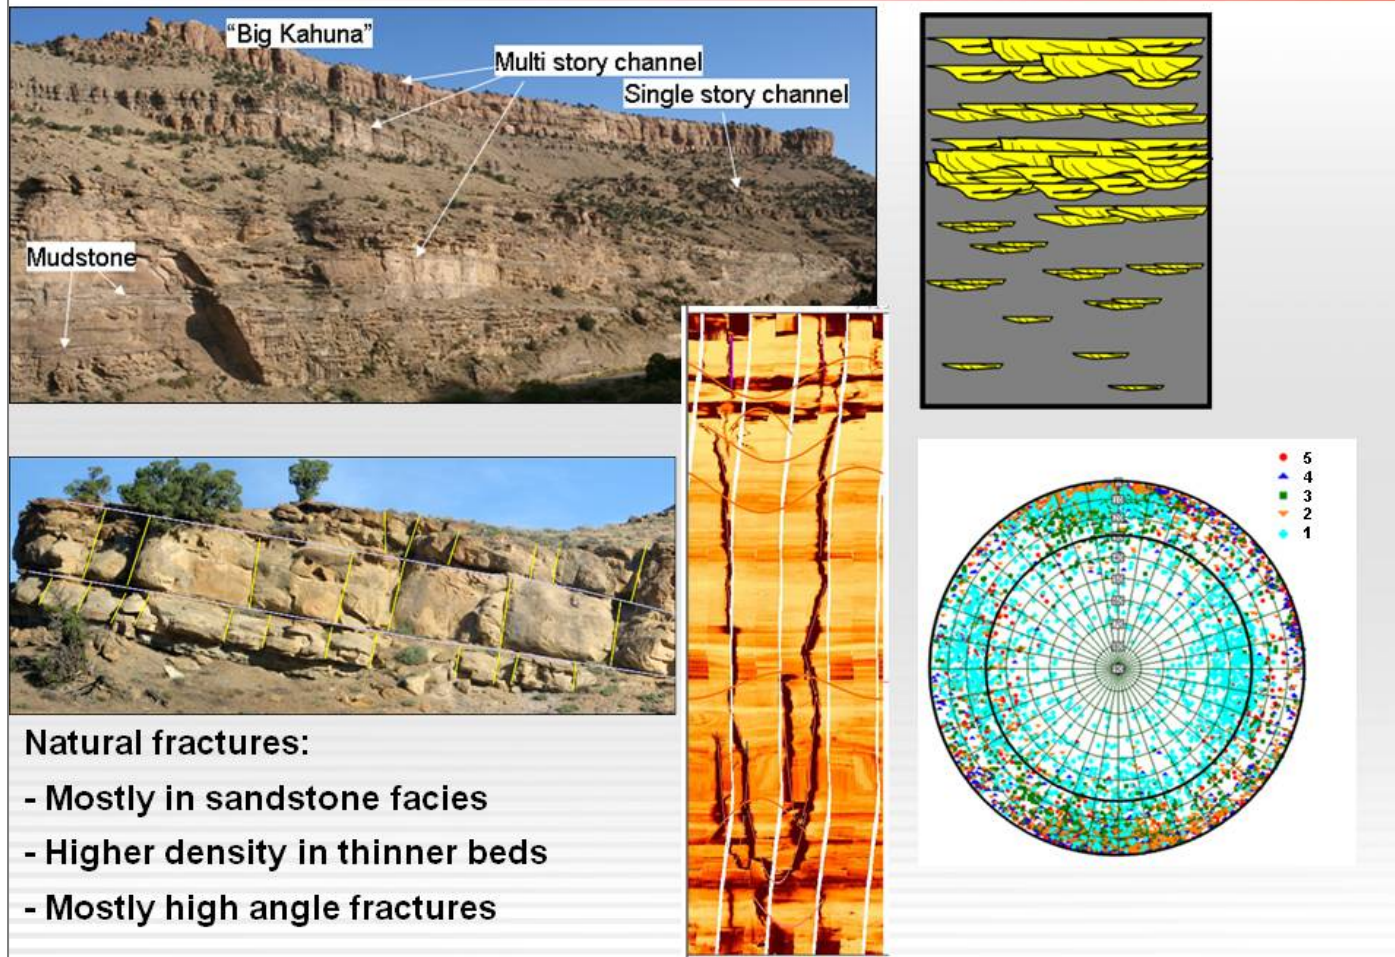 “Big Kahuna”
Multi story channel
Single story channel
Mudstone
5
4
3
2
1
Natural fractures:
- Mostly in sandstone facies
- Higher density in thinner beds
- Mostly high angle fractures